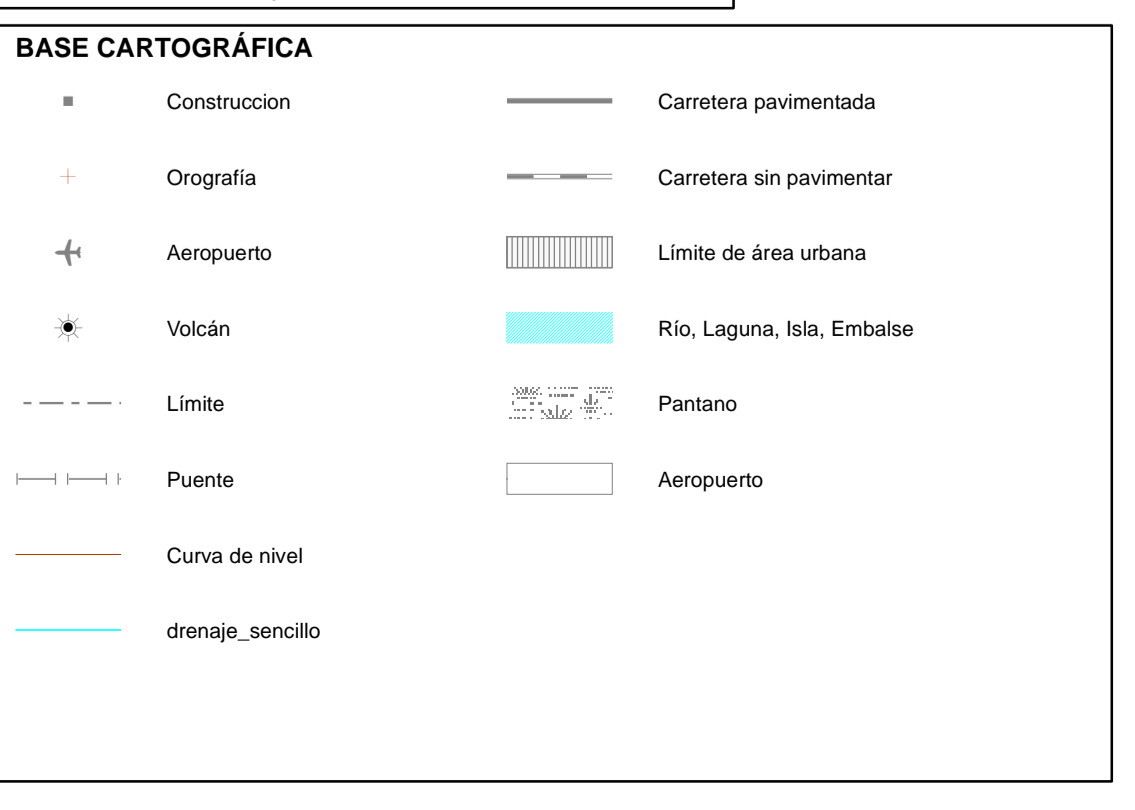 BASE CARTOGRÁFICA
Construccion
Orografía
Aeropuerto
Volcán
Límite
Puente
Curva de nivel
drenaje_sencillo
Carretera pavimentada
Carretera sin pavimentar
Límite de área urbana
Río, Laguna, Isla, Embalse
Pantano
Aeropuerto